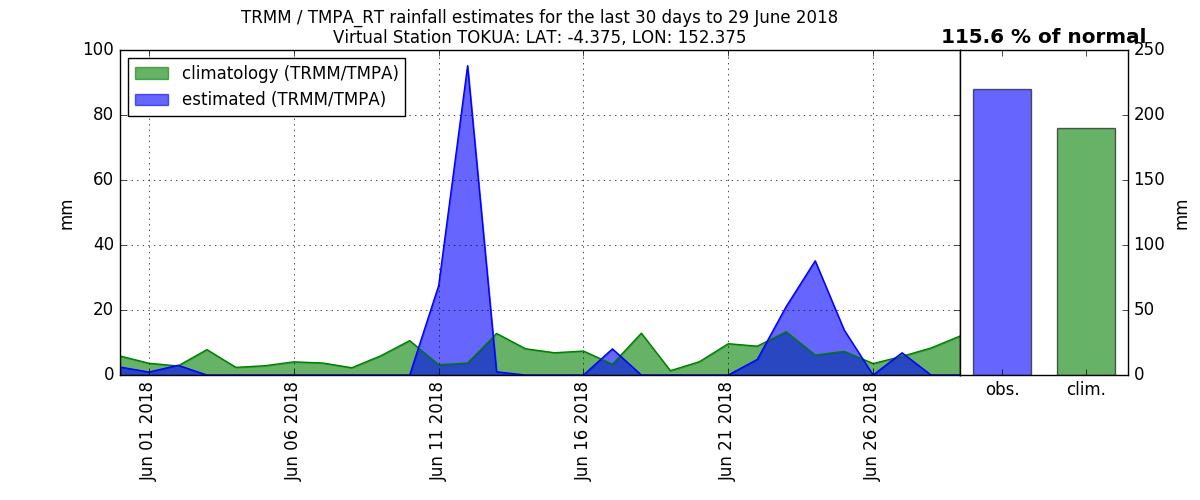 TRMM / TMPA_RT rainfall estimates for the last 30 days to 29 June 2018
Virtual Station TOKUA: LAT: -4.375, LON: 152.375
115.6 % of normal
climatology (TRMM/TMPA)
estimated (TRMM/TMPA)
100
80
60
40
20
0
mm
Jun 01 2018
Jun 06 2018
Jun 11 2018
Jun 16 2018
Jun 21 2018
Jun 26 2018
obs.
clim.
250
200
150
100
50
0
mm